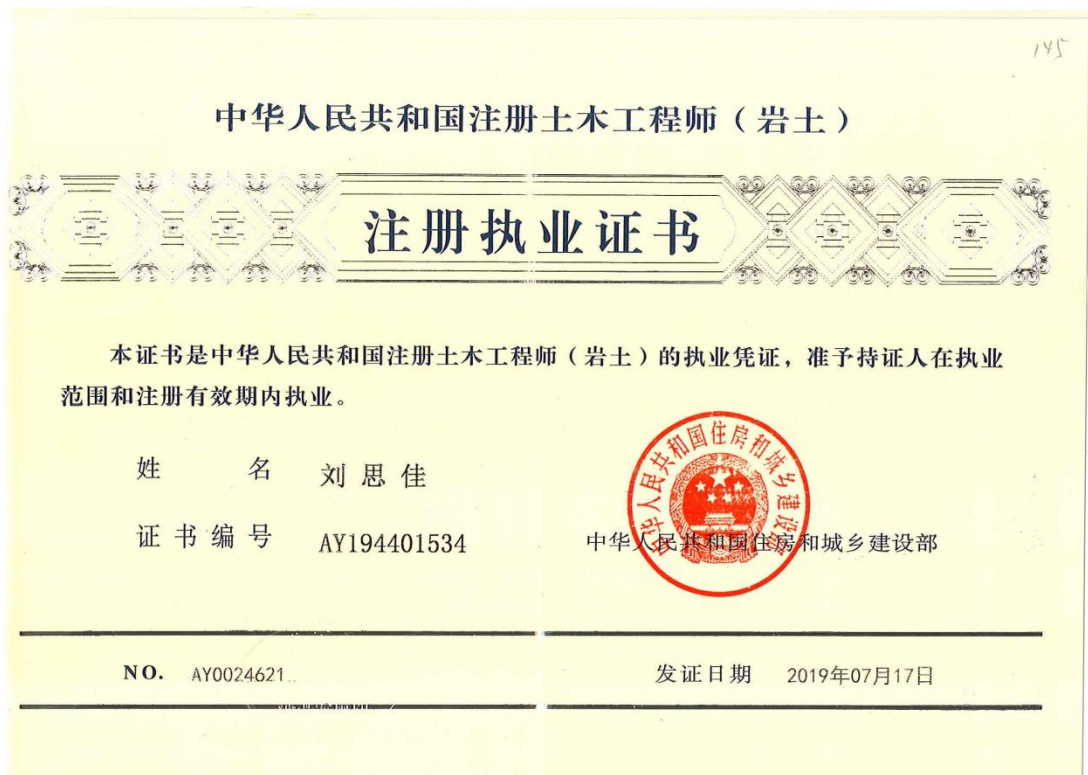 145
中华人民共和国注册土木工程师（岩土）
注册执业证书
本证书是中华人民共和国注册土木工程师（岩土）的执业凭证，准予持证人在执业
范围和注册有效期内执业。
姓 名 刘思佳
中华人民共和国住房和城乡建设部
证书编号 AY194401534
中华人民共和国住房和城乡建设部
NO. AY0024621
发证日期 2019年07月17日